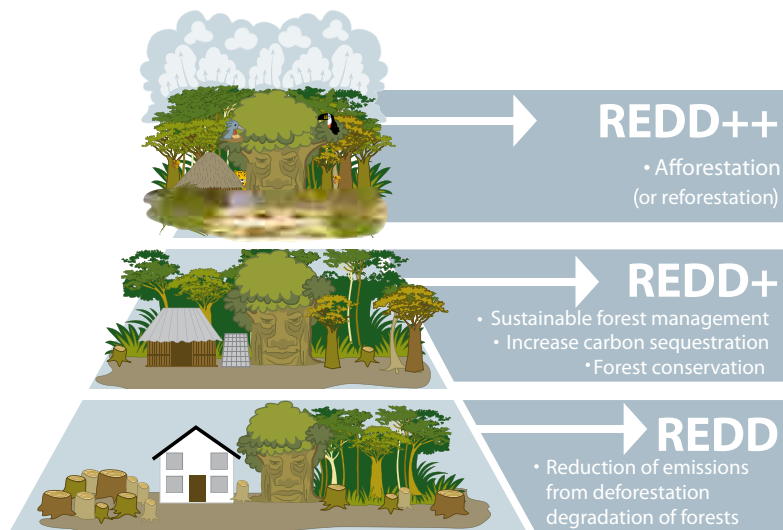 REDD++
• Afforestation
(or reforestation)
REDD+
• Sustainable forest management
• Increase carbon sequestration
• Forest conservation
REDD
• Reduction of emissions
from deforestation
degradation of forests